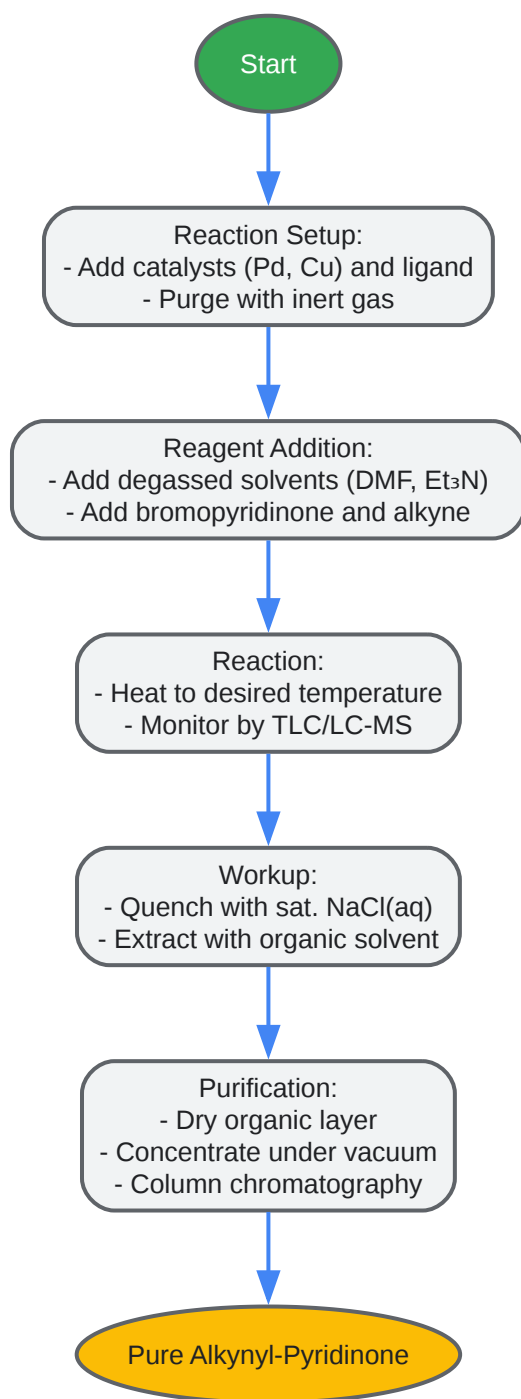 Start
Reaction Setup:
- Add catalysts (Pd, Cu) and ligand
- Purge with inert gas
Reagent Addition:
- Add degassed solvents (DMF, Et₃N)
- Add bromopyridinone and alkyne
Reaction:
- Heat to desired temperature
- Monitor by TLC/LC-MS
Workup:
- Quench with sat. NaCl(aq)
- Extract with organic solvent
Purification:
- Dry organic layer
- Concentrate under vacuum
- Column chromatography
Pure Alkynyl-Pyridinone